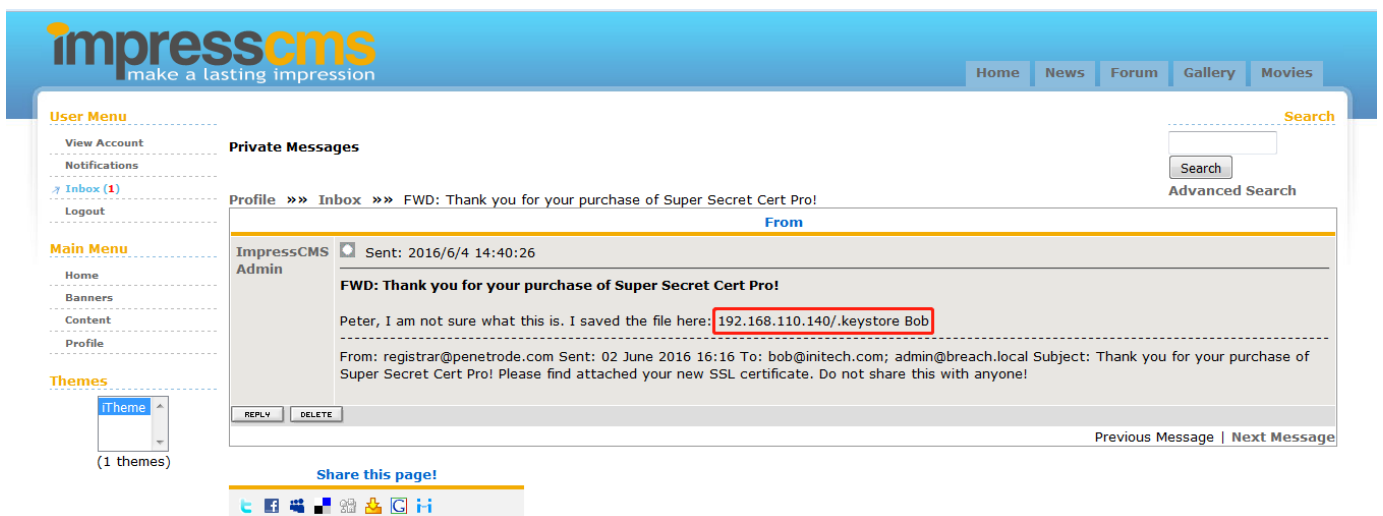 impresscms
make a lasting impression
Home News Forum Gallery Movies
User Menu
View Account
Notifications
Inbox (1)
Logout
Main Menu
Home
Banners
Content
Profile
Themes
iTheme
(1 themes)
Private Messages
Profile »» Inbox »» FWD: Thank you for your purchase of Super Secret Cert Pro!
From
ImpressCMS
Admin
Sent: 2016/6/4 14:40:26
FWD: Thank you for your purchase of Super Secret Cert Pro!
Peter, I am not sure what this is. I saved the file here: 192.168.110.140/.keystore Bob
From: registrar@penetrode.com Sent: 02 June 2016 16:16 To: bob@initech.com; admin@breach.local Subject: Thank you for your purchase of
Super Secret Cert Pro! Please find attached your new SSL certificate. Do not share this with anyone!
REPLY DELETE
Previous Message | Next Message
Share this page!
Search
Search
Advanced Search